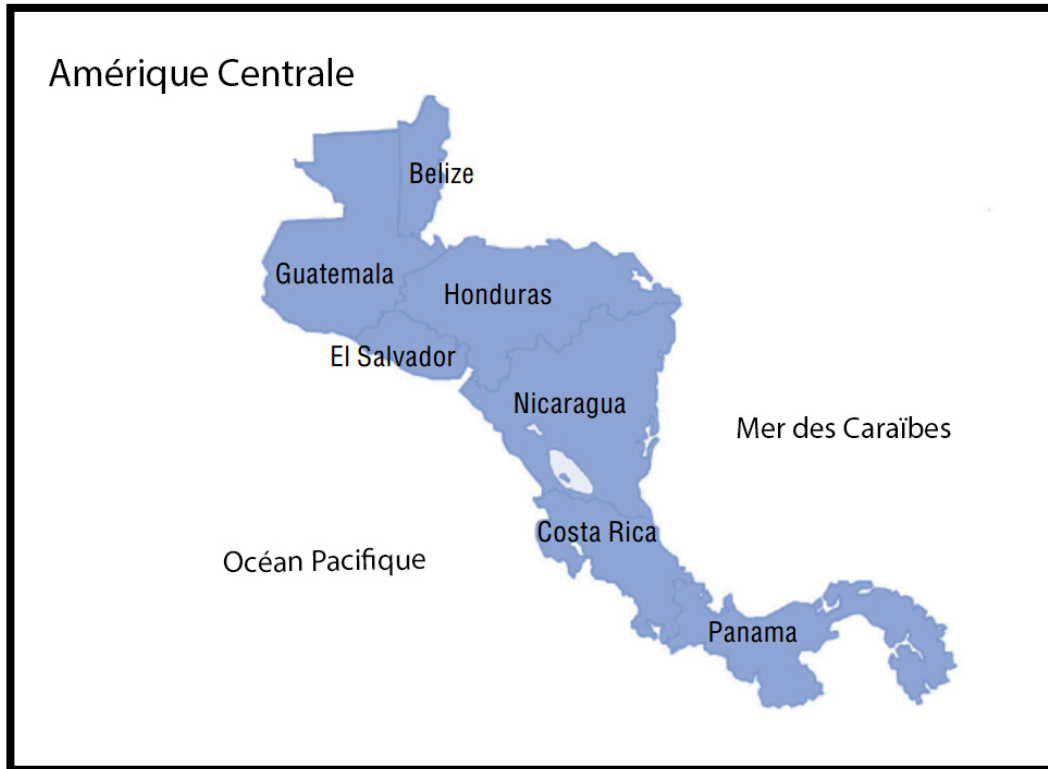 Amérique Centrale
Belize
Guatemala
Honduras
El Salvador
Nicaragua
Mer des Caraïbes
Costa Rica
Océan Pacifique
Panama